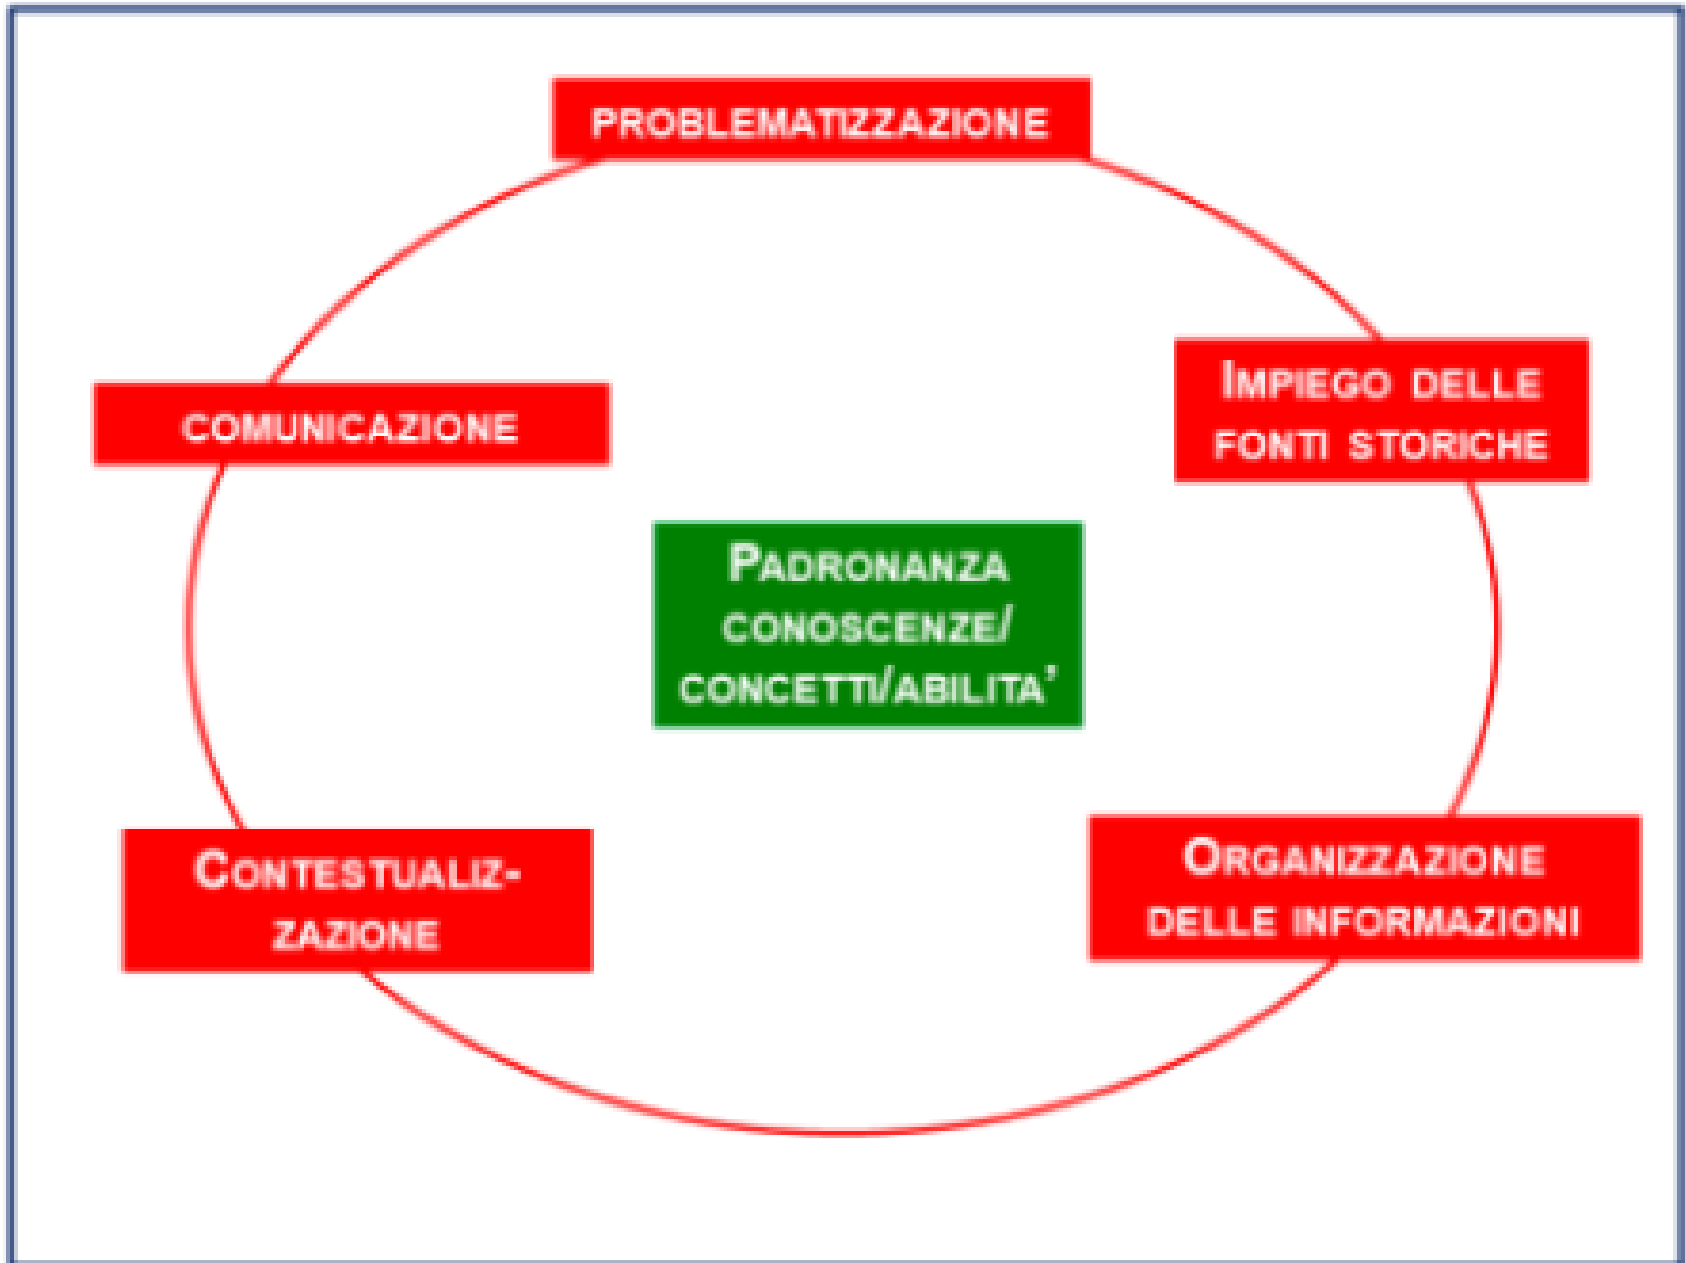 PROBLEMATIZZAZIONE
IMPIEGO DELLE
FONTI STORICHE
COMUNICAZIONE
PADRONANZA
CONOSCENZE/
CONCETTI/ABILITA'
ORGANIZZAZIONE
DELLE INFORMAZIONI
CONTESTUALIZ-
ZAZIONE